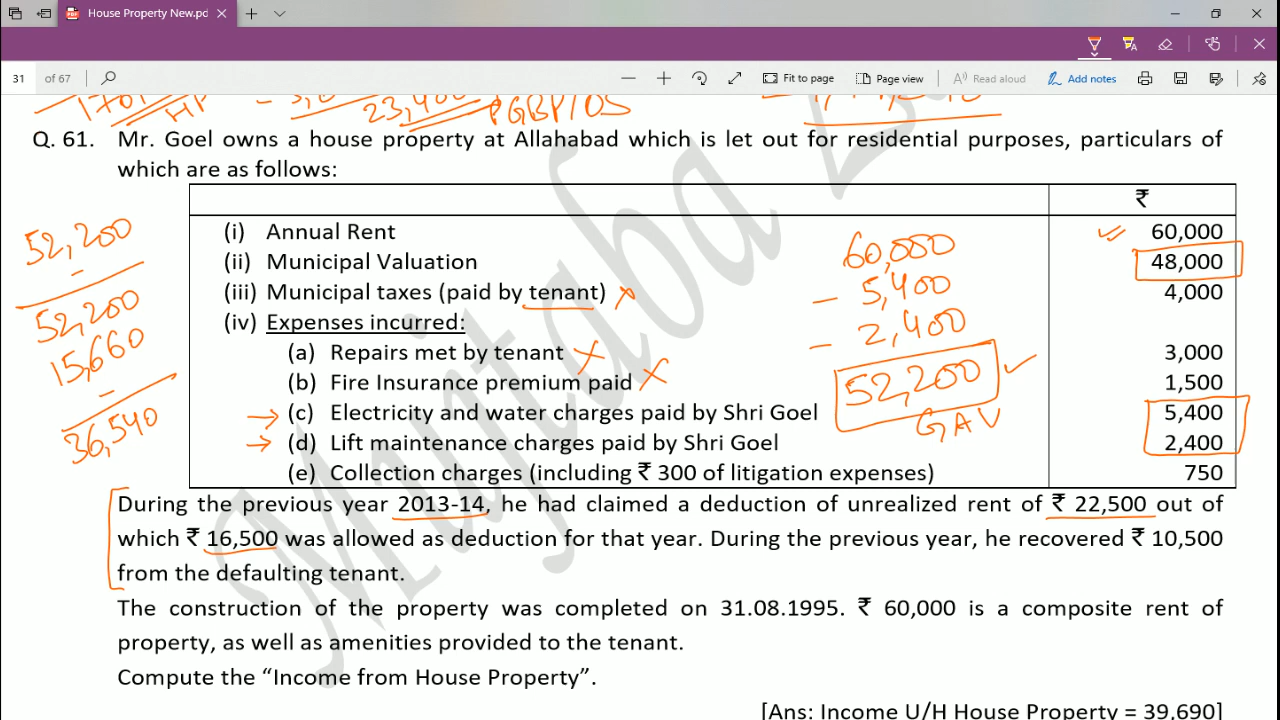 House Property New.pd
31 of 67
Fit to page
Page view
Read aloud
Add notes
23,400 PGBP/OS
HP
Q. 61. Mr. Goel owns a house property at Allahabad which is let out for residential purposes, particulars of
which are as follows:
₹
(i) Annual Rent 60,000
(ii) Municipal Valuation 48,000
(iii) Municipal taxes (paid by tenant) 4,000
(iv) Expenses incurred:
(a) Repairs met by tenant 3,000
(b) Fire Insurance premium paid 1,500
(c) Electricity and water charges paid by Shri Goel 5,400
(d) Lift maintenance charges paid by Shri Goel 2,400
(e) Collection charges (including ₹ 300 of litigation expenses) 750
52,200
-
52,200
15,660
-
36,540
60,000
- 5,400
- 2,400
52,200
GAV
During the previous year 2013-14, he had claimed a deduction of unrealized rent of ₹ 22,500 out of
which ₹ 16,500 was allowed as deduction for that year. During the previous year, he recovered ₹ 10,500
from the defaulting tenant.
The construction of the property was completed on 31.08.1995. ₹ 60,000 is a composite rent of
property, as well as amenities provided to the tenant.
Compute the “Income from House Property”.
[Ans: Income U/H House Property = 39,690]
Mujtaba